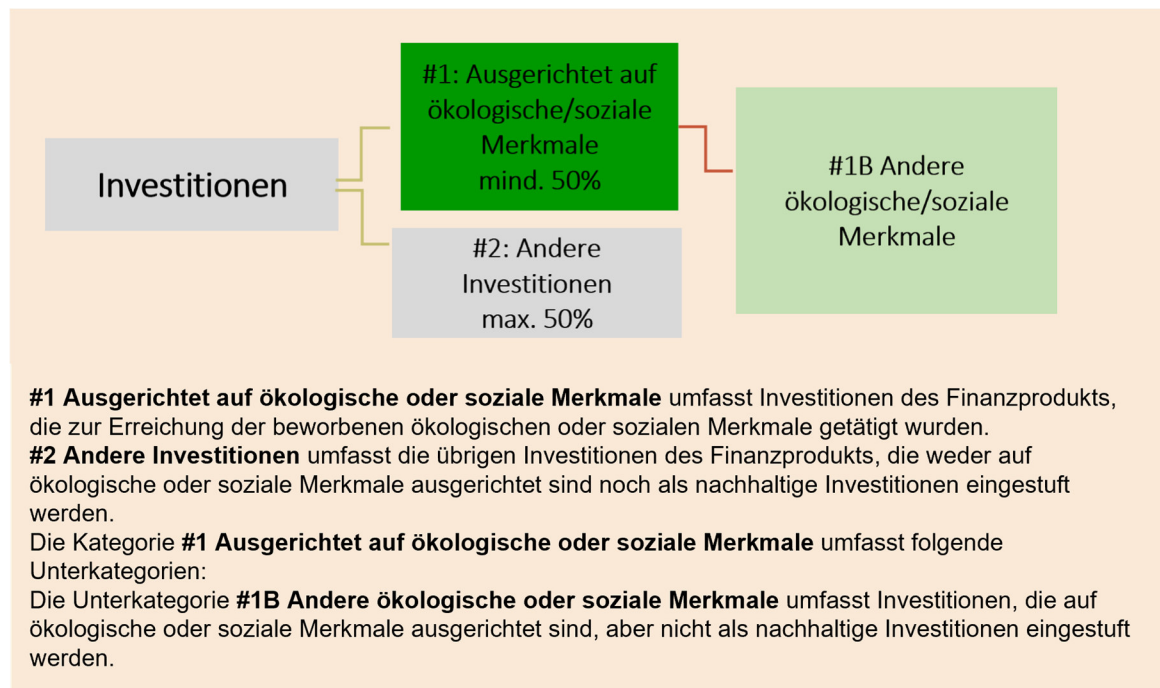 Investitionen
#1: Ausgerichtet auf
ökologische/soziale
Merkmale
mind. 50%
#2: Andere
Investitionen
max. 50%
#1B Andere
ökologische/soziale
Merkmale
#1 Ausgerichtet auf ökologische oder soziale Merkmale umfasst Investitionen des Finanzprodukts,
die zur Erreichung der beworbenen ökologischen oder sozialen Merkmale getätigt wurden.
#2 Andere Investitionen umfasst die übrigen Investitionen des Finanzprodukts, die weder auf
ökologische oder soziale Merkmale ausgerichtet sind noch als nachhaltige Investitionen eingestuft
werden.
Die Kategorie #1 Ausgerichtet auf ökologische oder soziale Merkmale umfasst folgende
Unterkategorien:
Die Unterkategorie #1B Andere ökologische oder soziale Merkmale umfasst Investitionen, die auf
ökologische oder soziale Merkmale ausgerichtet sind, aber nicht als nachhaltige Investitionen eingestuft
werden.